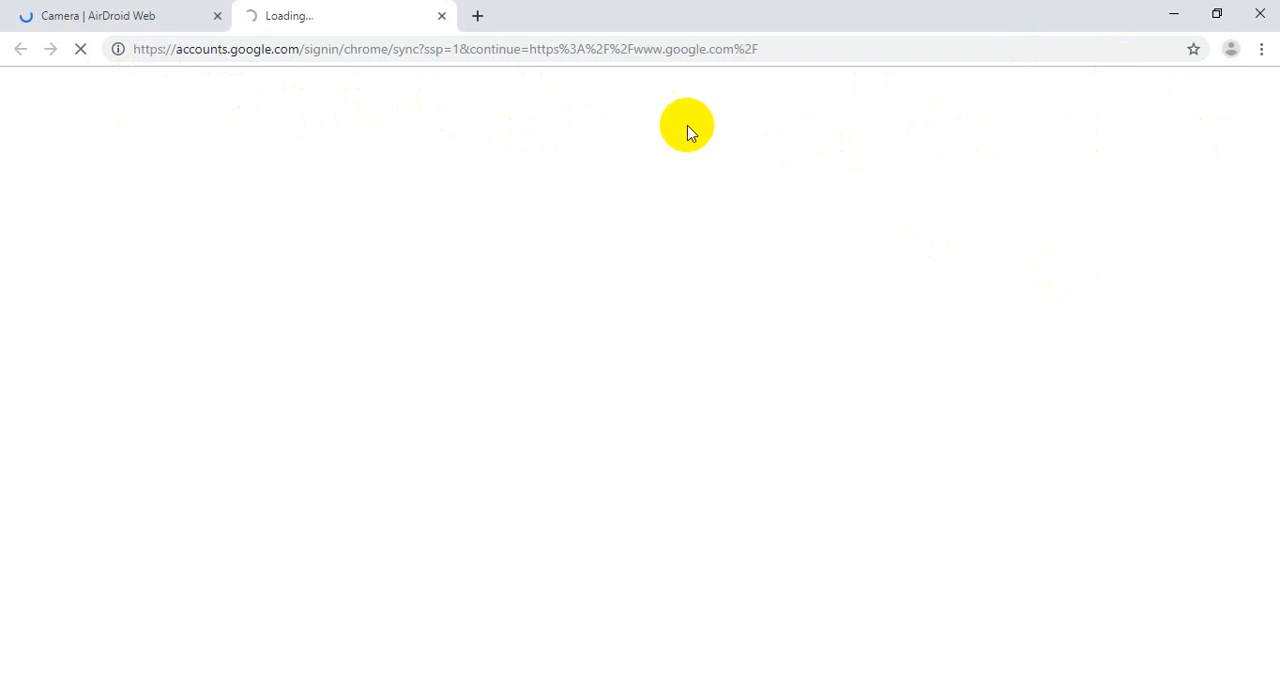 Camera | AirDroid Web
Loading...
https://accounts.google.com/signin/chrome/sync?ssp=1&continue=https%3A%2F%2Fwww.google.com%2F